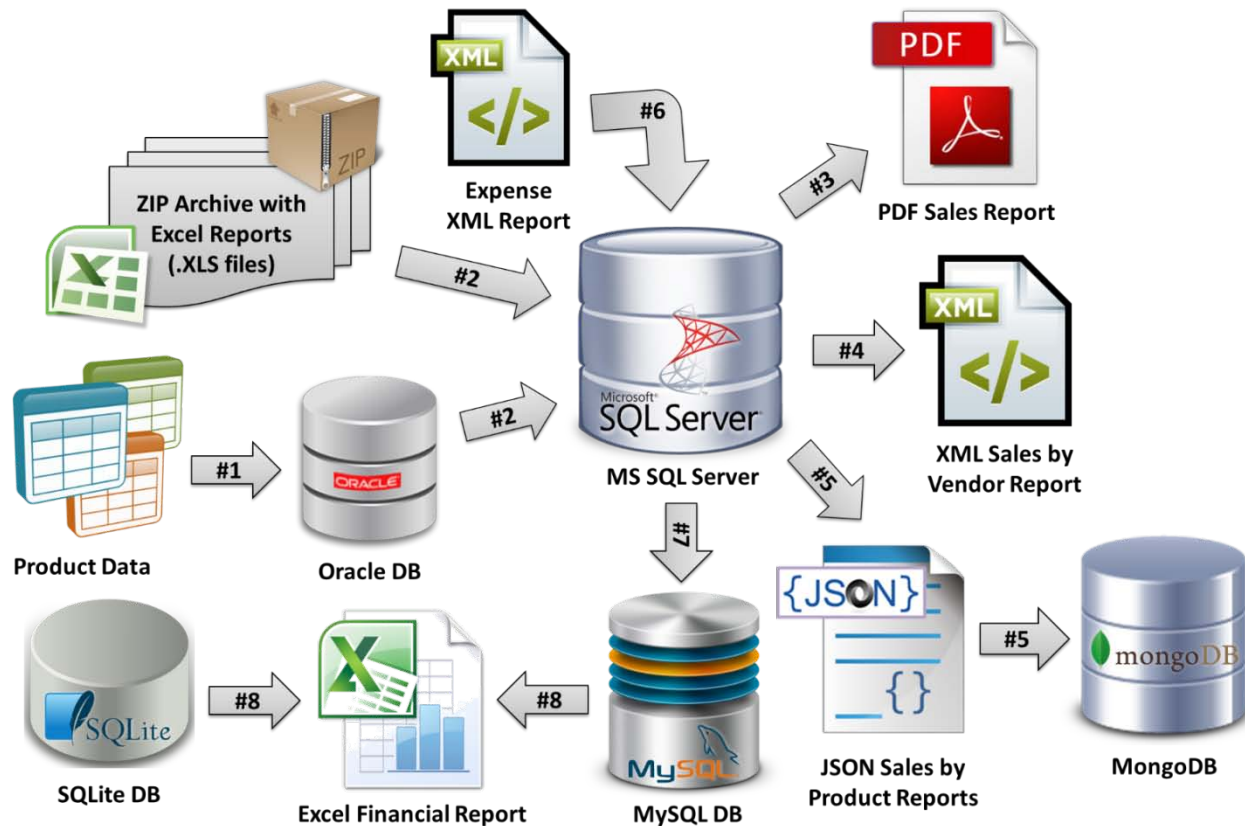 XML
Expense
XML Report
#6
PDF
PDF Sales Report
#3
ZIP
ZIP Archive with
Excel Reports
(.XLS files)
X
#2
Microsoft®
SQL Server®
MS SQL Server
#4
XML
XML Sales by
Vendor Report
Product Data
#1
ORACLE
Oracle DB
#2
#5
{JSON}
{}
JSON Sales by
Product Reports
#5
mongoDB
MongoDB
#7
MySQL
MySQL DB
#8
X
Excel Financial Report
#8
SQLite
SQLite DB